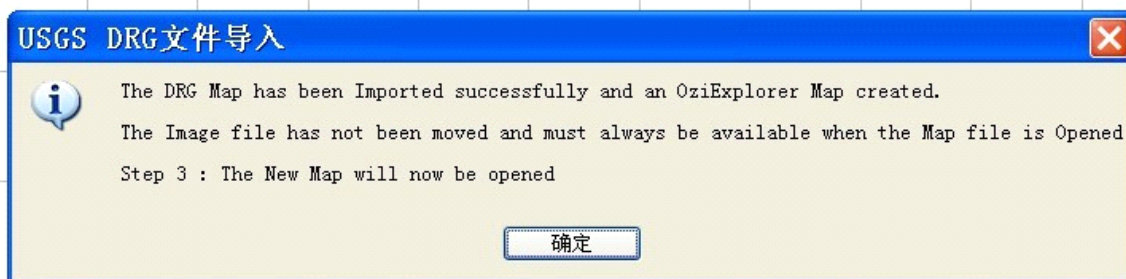 USGS DRG文件导入
The DRG Map has been Imported successfully and an OziExplorer Map created.
The Image file has not been moved and must always be available when the Map file is Opened
Step 3 : The New Map will now be opened
确定